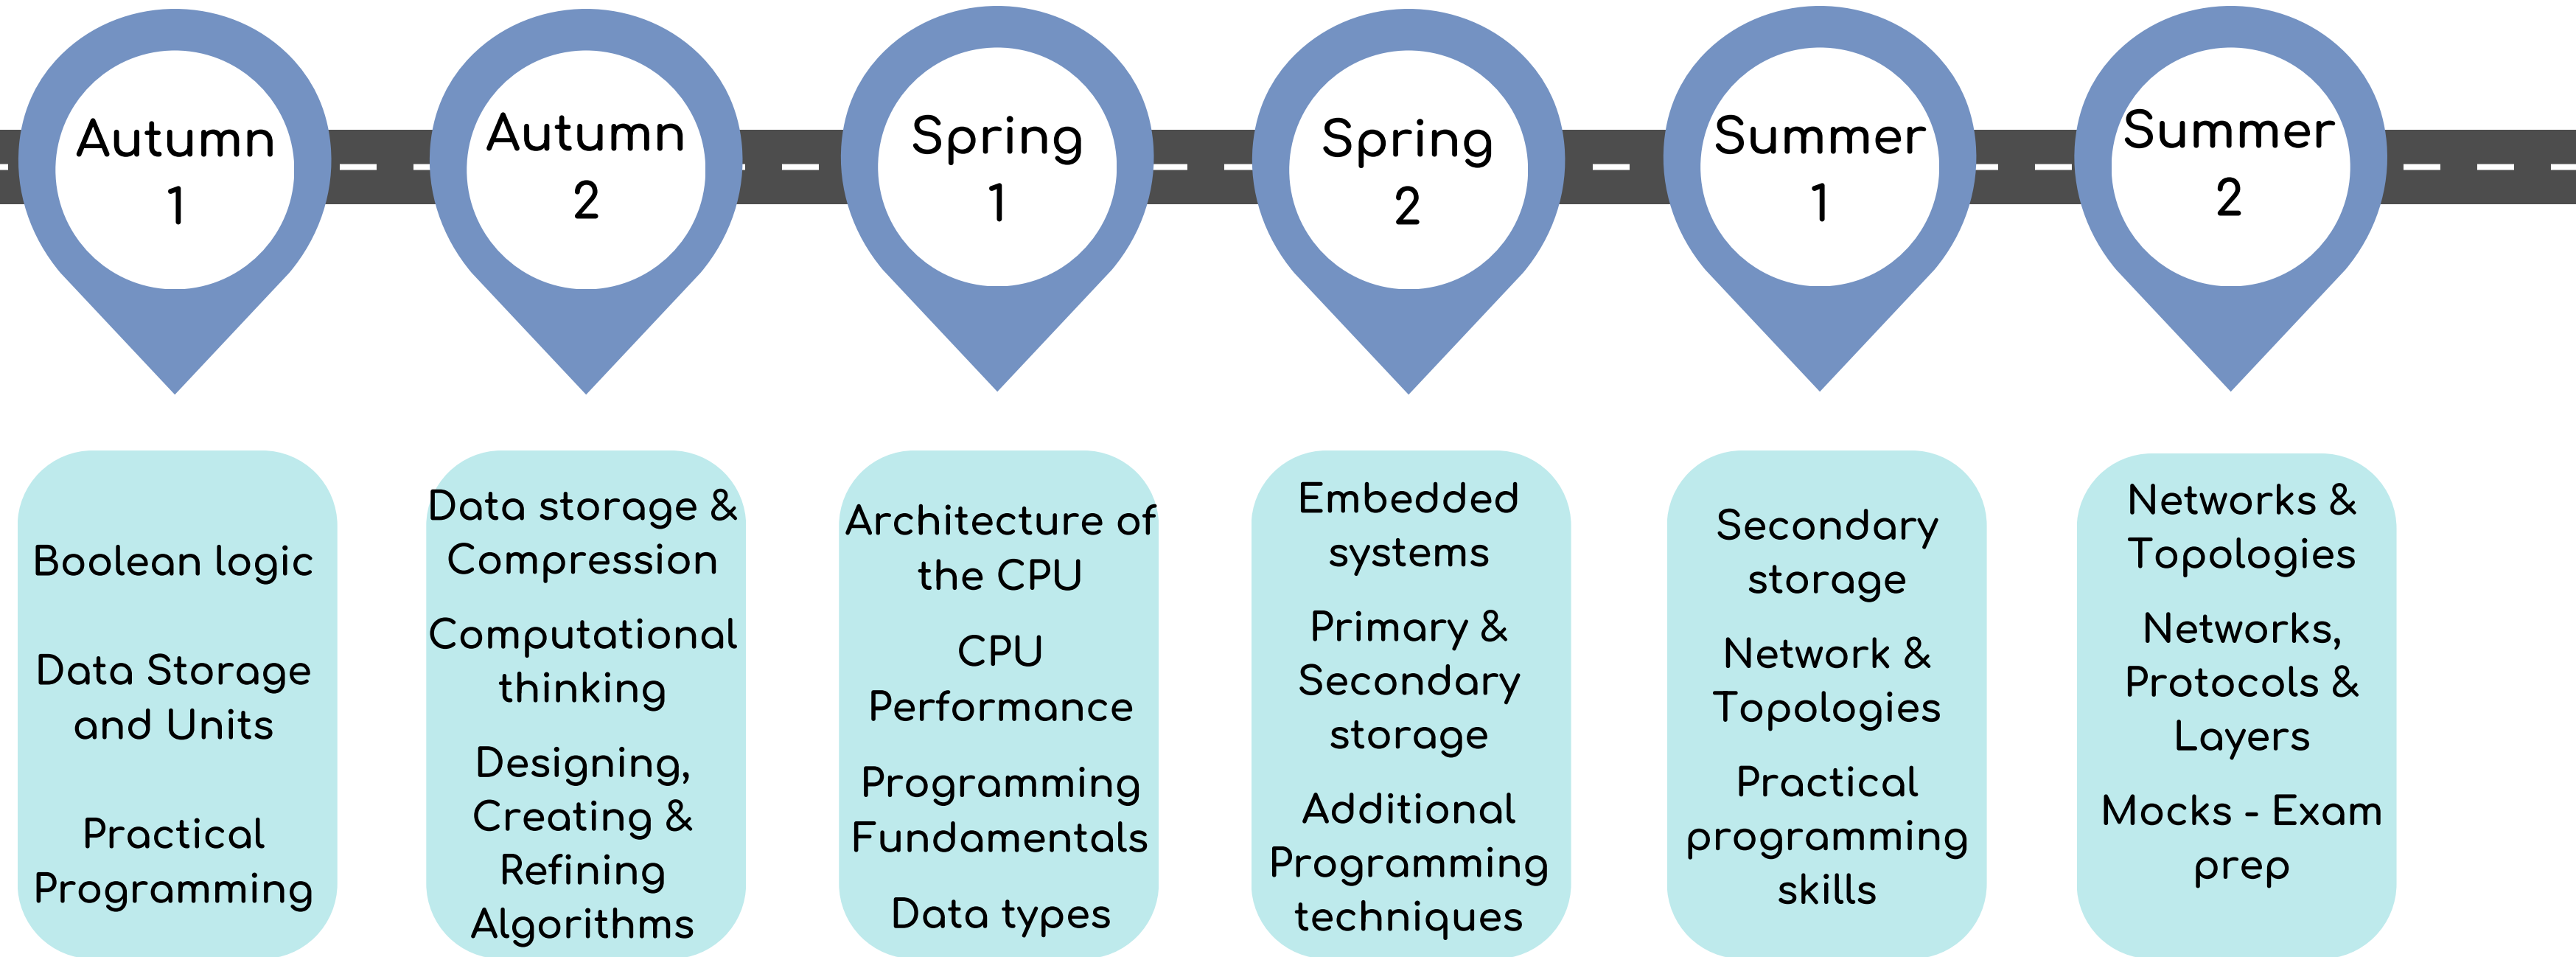 Autumn
1
Autumn
2
Spring
1
Spring
2
Summer
1
Summer
2
Boolean logic
Data Storage
and Units
Practical
Programming
Data storage &
Compression
Computational
thinking
Designing,
Creating &
Refining
Algorithms
Architecture of
the CPU
CPU
Performance
Programming
Fundamentals
Data types
Embedded
systems
Primary &
Secondary
storage
Additional
Programming
techniques
Secondary
storage
Network &
Topologies
Practical
programming
skills
Networks &
Topologies
Networks,
Protocols &
Layers
Mocks - Exam
prep